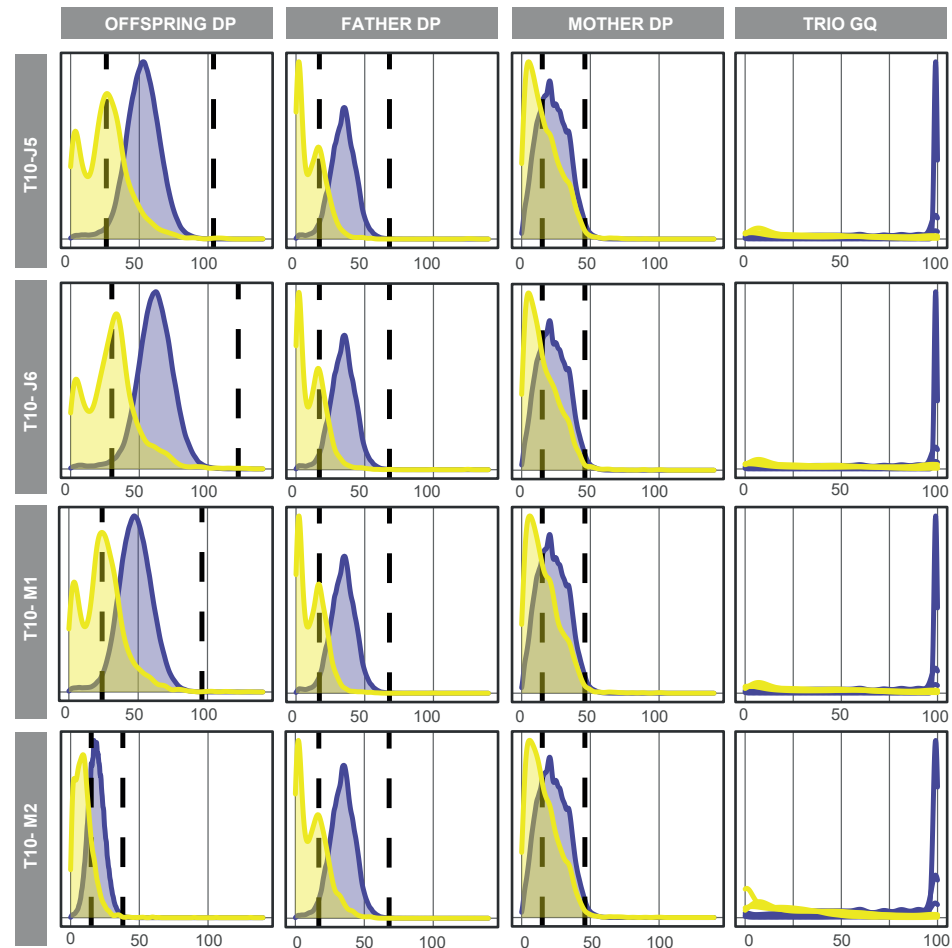 OFFSPRING DP FATHER DP MOTHER DP TRIO GQ
T10-J5
0 50 100 0 50 100 0 50 100 50 100
T10- J6
0 50 100 0 50 100 0 50 100 50 100
T10- M1
0 50 100 0 50 100 0 50 100 0 50 100
T10- M2
0 50 100 0 50 100 0 50 100 0 50 100